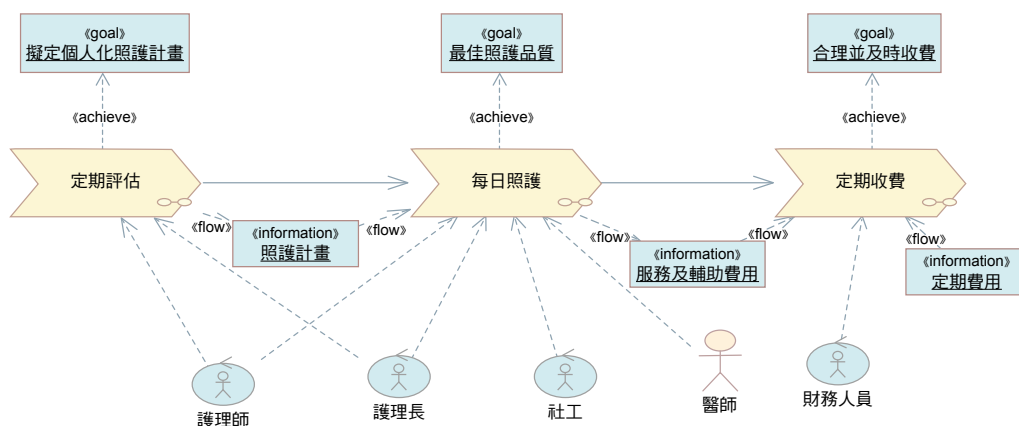 «goal»
擬定個人化照護計畫
«goal»
最佳照護品質
«goal»
合理並及時收費
«achieve»
«achieve»
«achieve»
定期評估
每日照護
定期收費
«flow»
«information»
照護計畫
«flow»
«flow»
«information»
服務及輔助費用
«flow»
«flow»
«information»
定期費用
護理師
護理長
社工
醫師
財務人員